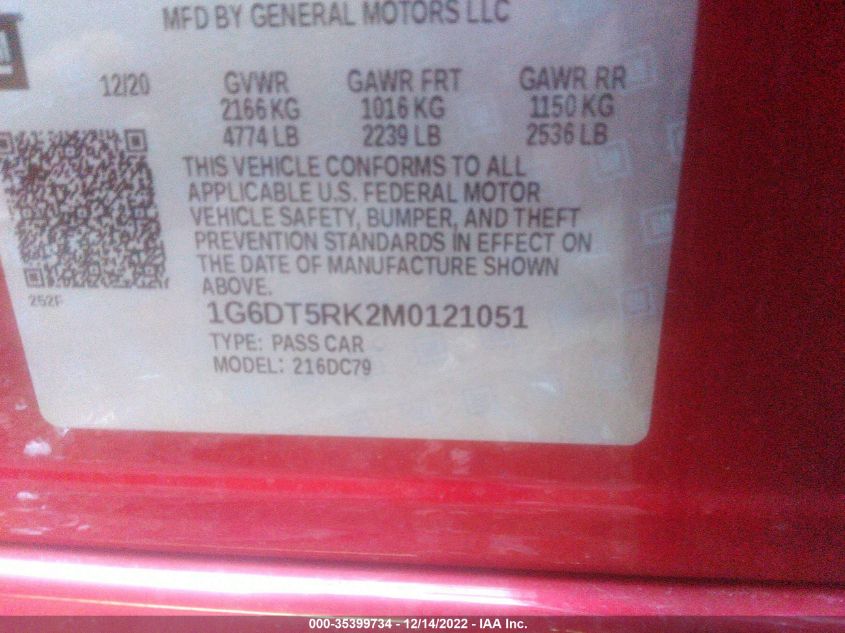 MFD BY GENERAL MOTORS LLC
12/20 GVWR GAWR FRT GAWR RR
2166 KG 1016 KG 1150 KG
4774 LB 2239 LB 2536 LB
THIS VEHICLE CONFORMS TO ALL
APPLICABLE U.S. FEDERAL MOTOR
VEHICLE SAFETY, BUMPER, AND THEFT
PREVENTION STANDARDS IN EFFECT ON
THE DATE OF MANUFACTURE SHOWN
ABOVE.
252F
1G6DT5RK2M0121051
TYPE: PASS CAR
MODEL: 216DC79
000-35399734 - 12/14/2022 - IAA Inc.